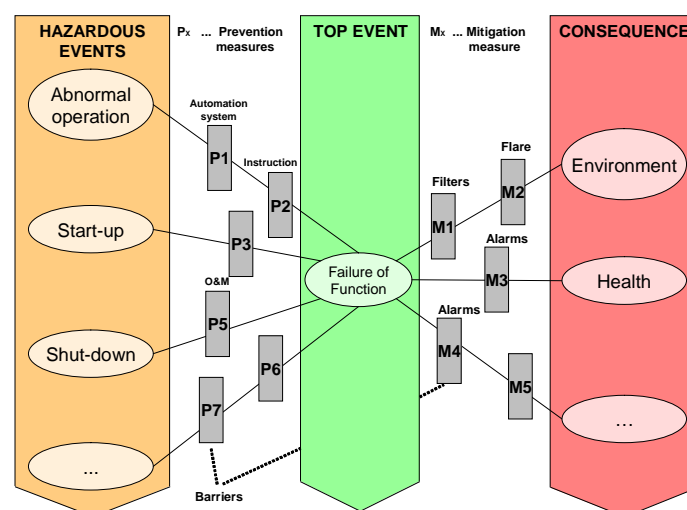 HAZARDOUS
EVENTS
Px ... Prevention
measures
TOP EVENT
Mx ... Mitigation
measure
CONSEQUENCE
Abnormal
operation
Automation
system
P1
Instruction
P2
Flare
M2
Filters
M1
Environment
Start-up
P3
Alarms
M3
Failure of
Function
Health
O&M
P5
Alarms
M4
Shut-down
P6
M5
P7
...
...
Barriers